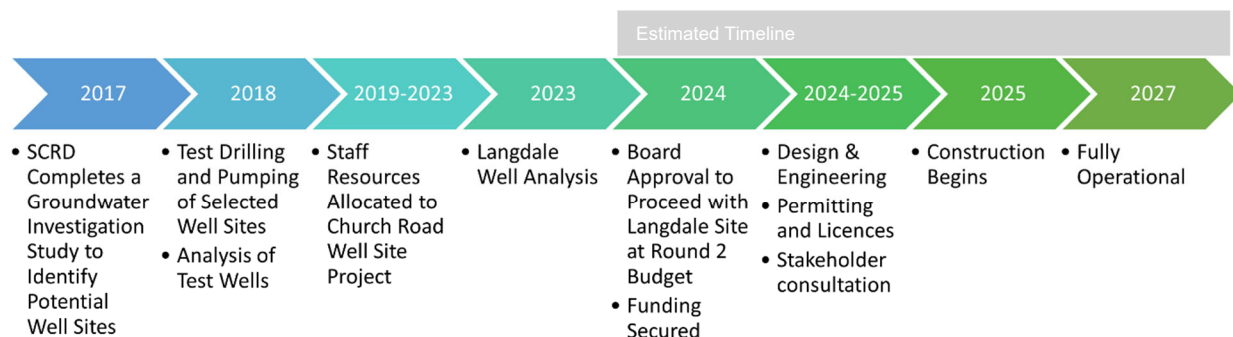 Estimated Timeline
2017
2018
2019-2023
2023
2024
2024-2025
2025
2027
• SCRD
Completes a
Groundwater
Investigation
Study to
Identify
Potential
Well Sites
• Test Drilling
and Pumping
of Selected
Well Sites
• Analysis of
Test Wells
• Staff
Resources
Allocated to
Church Road
Well Site
Project
• Langdale
Well Analysis
• Board
Approval to
Proceed with
Langdale Site
at Round 2
Budget
• Funding
Secured
• Design &
Engineering
• Permitting
and Licences
• Stakeholder
consultation
• Construction
Begins
• Fully
Operational